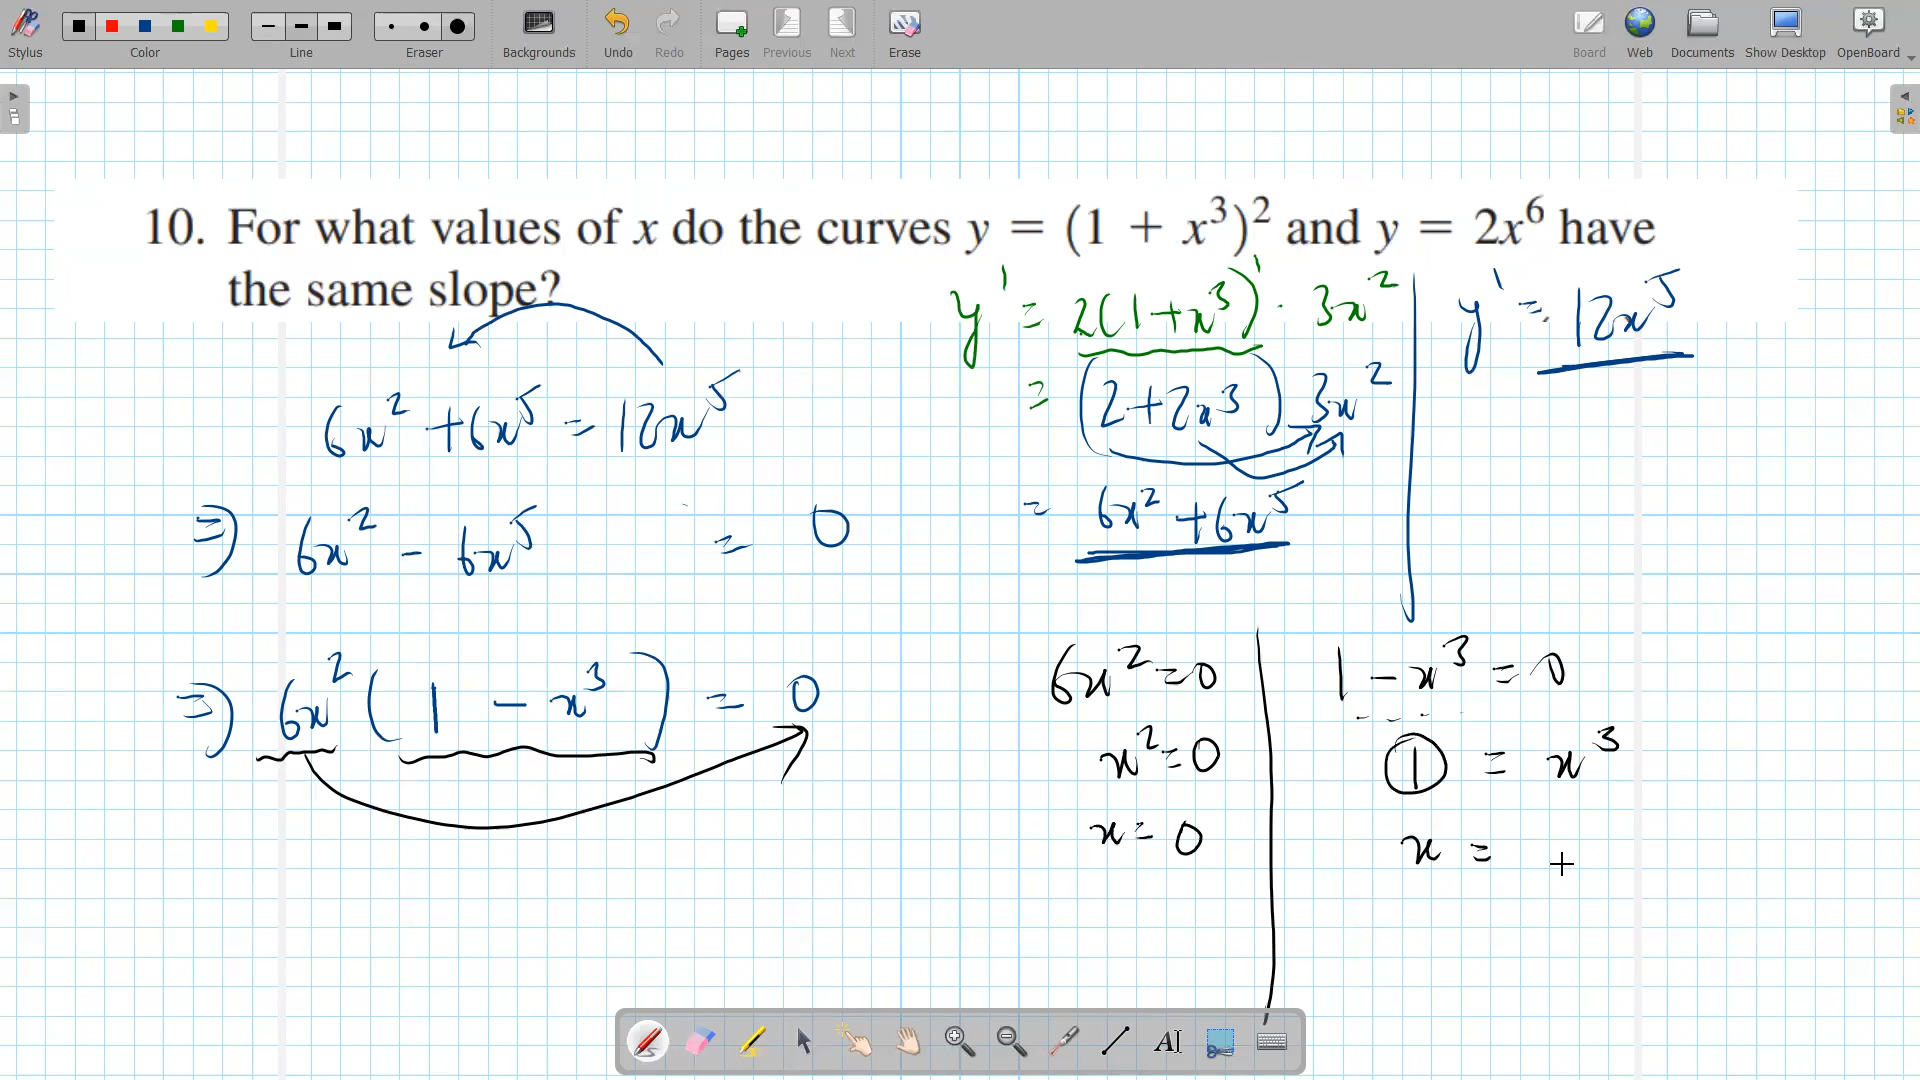 Stylus Color Line Eraser Backgrounds Undo Redo Pages Previous Next Erase Board Web Documents Show Desktop OpenBoard
10. For what values of x do the curves y = (1 + x³)² and y = 2x⁶ have
the same slope?
y' = 2(1+x³)¹ · 3x²
= (2+2x³) 3x²
= 6x² + 6x⁵
y' = 12x⁵
6x² + 6x⁵ = 12x⁵
⇒ 6x² - 6x⁵ = 0
⇒ 6x² (1 - x³) = 0
6x² = 0
x² = 0
x = 0
1 - x³ = 0
1 = x³
x =